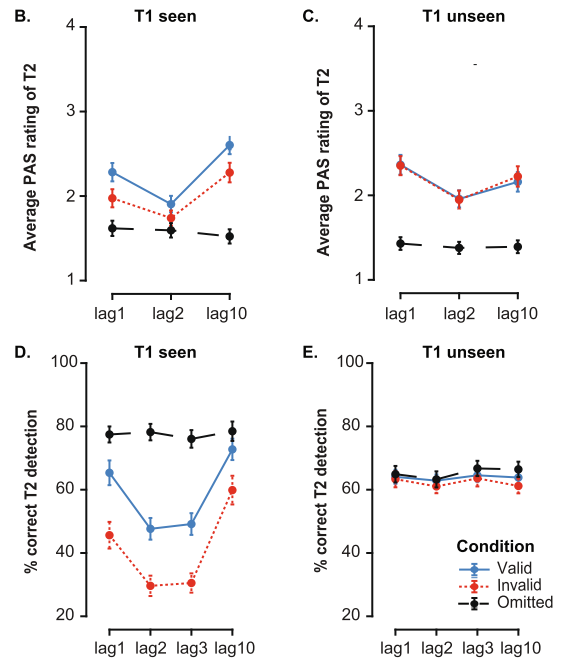 B. T1 seen
Average PAS rating of T2
4
3
2
1
lag1 lag2 lag10
C. T1 unseen
Average PAS rating of T2
4
3
2
1
lag1 lag2 lag10
D. T1 seen
% correct T2 detection
100
80
60
40
20
lag1 lag2 lag3 lag10
E. T1 unseen
% correct T2 detection
100
80
60
40
20
lag1 lag2 lag3 lag10
Condition
Valid
Invalid
Omitted